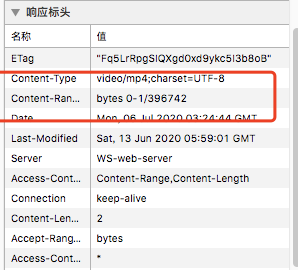 ▼ 响应标头
名称 值
ETag "Fq5LrRpgSlQXgd0xd9ykc5I3b8oB"
Content-Type video/mp4;charset=UTF-8
Content-Ran... bytes 0-1/396742
Date Mon, 06 Jul 2020 03:24:44 GMT
Last-Modified Sat, 13 Jun 2020 05:59:01 GMT
Server WS-web-server
Access-Cont... Content-Range,Content-Length
Connection keep-alive
Content-Len... 2
Accept-Rang... bytes
Access-Cont... *